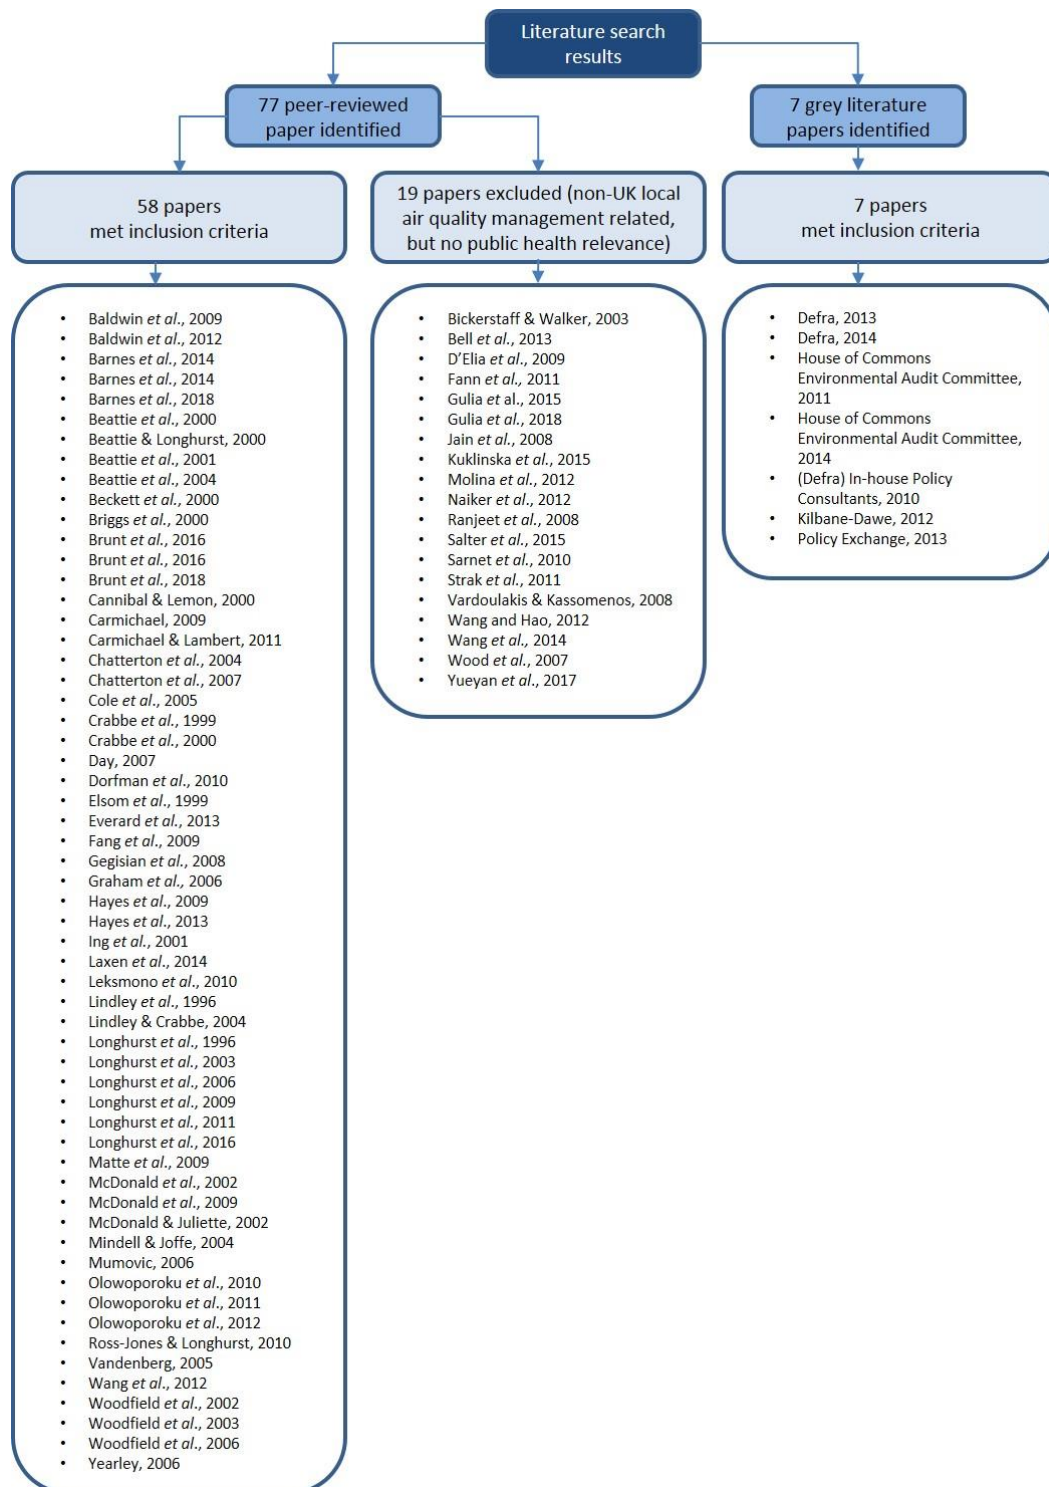 Literature search
results
77 peer-reviewed
paper identified
7 grey literature
papers identified
58 papers
met inclusion criteria
19 papers excluded (non-UK local
air quality management related,
but no public health relevance)
7 papers
met inclusion criteria
• Baldwin et al., 2009
• Baldwin et al., 2012
• Barnes et al., 2014
• Barnes et al., 2014
• Barnes et al., 2018
• Beattie et al., 2000
• Beattie & Longhurst, 2000
• Beattie et al., 2001
• Beattie et al., 2004
• Beckett et al., 2000
• Briggs et al., 2000
• Brunt et al., 2016
• Brunt et al., 2016
• Brunt et al., 2018
• Cannibal & Lemon, 2000
• Carmichael, 2009
• Carmichael & Lambert, 2011
• Chatterton et al., 2004
• Chatterton et al., 2007
• Cole et al., 2005
• Crabbe et al., 1999
• Crabbe et al., 2000
• Day, 2007
• Dorfman et al., 2010
• Elsom et al., 1999
• Everard et al., 2013
• Fang et al., 2009
• Gegisian et al., 2008
• Graham et al., 2006
• Hayes et al., 2009
• Hayes et al., 2013
• Ing et al., 2001
• Laxen et al., 2014
• Leksmono et al., 2010
• Lindley et al., 1996
• Lindley & Crabbe, 2004
• Longhurst et al., 1996
• Longhurst et al., 2003
• Longhurst et al., 2006
• Longhurst et al., 2009
• Longhurst et al., 2011
• Longhurst et al., 2016
• Matte et al., 2009
• McDonald et al., 2002
• McDonald et al., 2009
• McDonald & Juliette, 2002
• Mindell & Joffe, 2004
• Mumovic, 2006
• Olowoporoku et al., 2010
• Olowoporoku et al., 2011
• Olowoporoku et al., 2012
• Ross-Jones & Longhurst, 2010
• Vandenberg, 2005
• Wang et al., 2012
• Woodfield et al., 2002
• Woodfield et al., 2003
• Woodfield et al., 2006
• Yearley, 2006
• Bickerstaff & Walker, 2003
• Bell et al., 2013
• D'Elia et al., 2009
• Fann et al., 2011
• Gulia et al., 2015
• Gulia et al., 2018
• Jain et al., 2008
• Kuklinska et al., 2015
• Molina et al., 2012
• Naiker et al., 2012
• Ranjeet et al., 2008
• Salter et al., 2015
• Sarnet et al., 2010
• Strak et al., 2011
• Vardoulakis & Kassomenos, 2008
• Wang and Hao, 2012
• Wang et al., 2014
• Wood et al., 2007
• Yueyan et al., 2017
• Defra, 2013
• Defra, 2014
• House of Commons
Environmental Audit Committee,
2011
• House of Commons
Environmental Audit Committee,
2014
• (Defra) In-house Policy
Consultants, 2010
• Kilbane-Dawe, 2012
• Policy Exchange, 2013